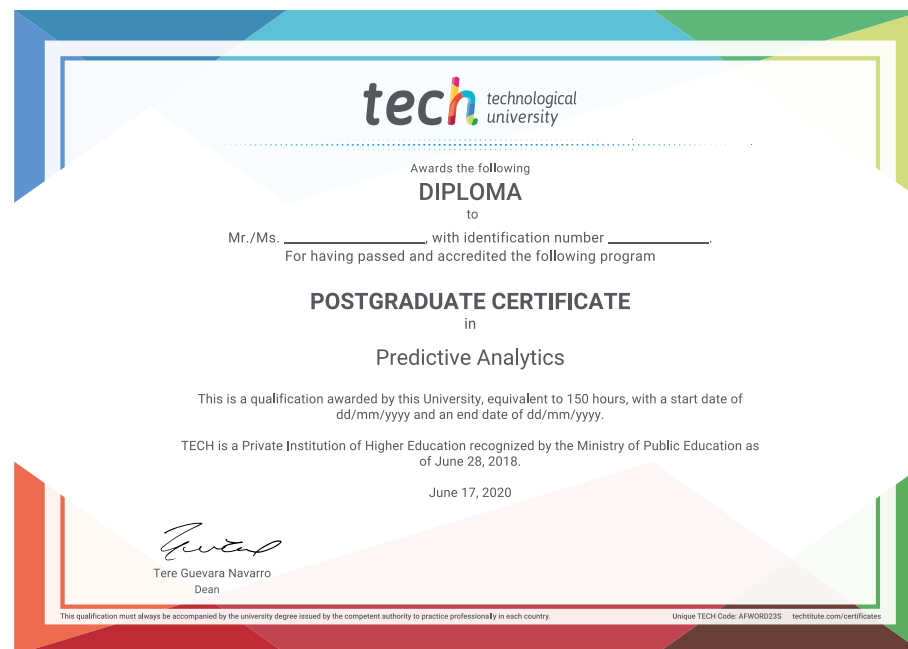 tech technological
university
Awards the following
DIPLOMA
to
Mr./Ms. ____________________, with identification number ______________.
For having passed and accredited the following program
POSTGRADUATE CERTIFICATE
in
Predictive Analytics
This is a qualification awarded by this University, equivalent to 150 hours, with a start date of
dd/mm/yyyy and an end date of dd/mm/yyyy.
TECH is a Private Institution of Higher Education recognized by the Ministry of Public Education as
of June 28, 2018.
June 17, 2020
Tere Guevara Navarro
Dean
This qualification must always be accompanied by the university degree issued by the competent authority to practice professionally in each country. Unique TECH Code: AFWORD23S techtitute.com/certificates